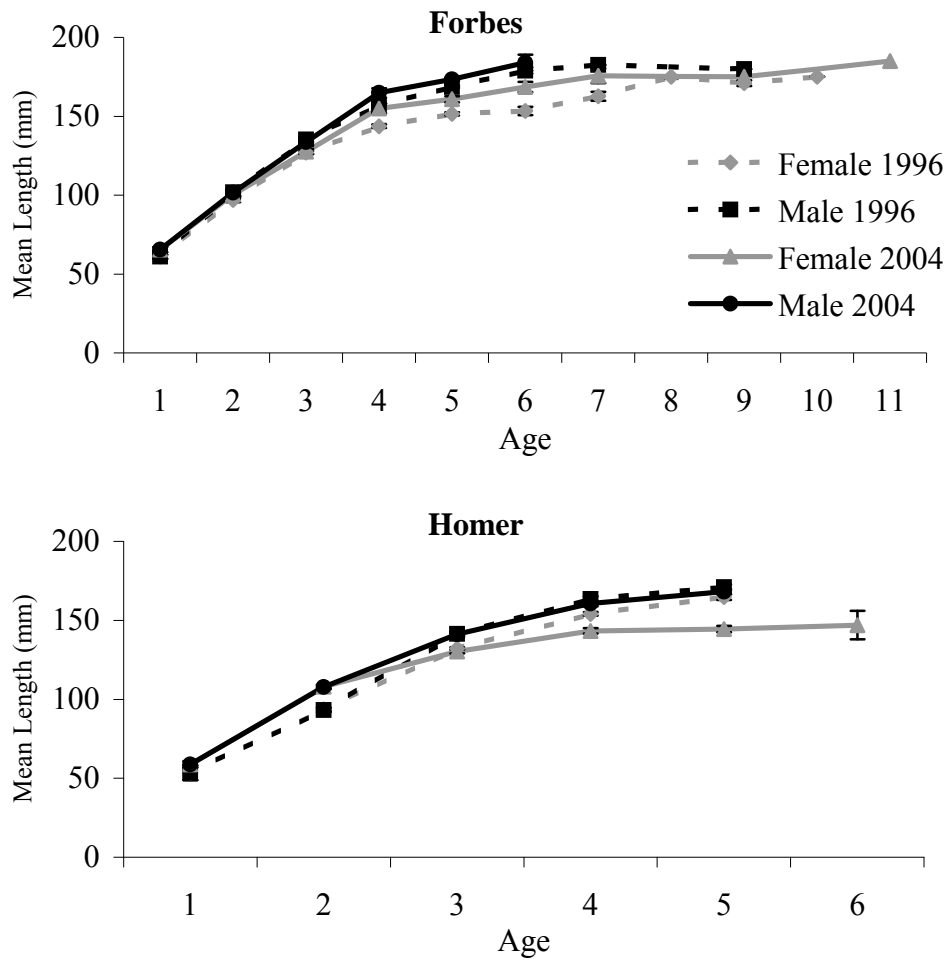 Forbes
200
150
100
50
0
Mean Length (mm)
Female 1996
Male 1996
Female 2004
Male 2004
1 2 3 4 5 6 7 8 9 10 11
Age
Homer
200
150
100
50
0
Mean Length (mm)
1 2 3 4 5 6
Age